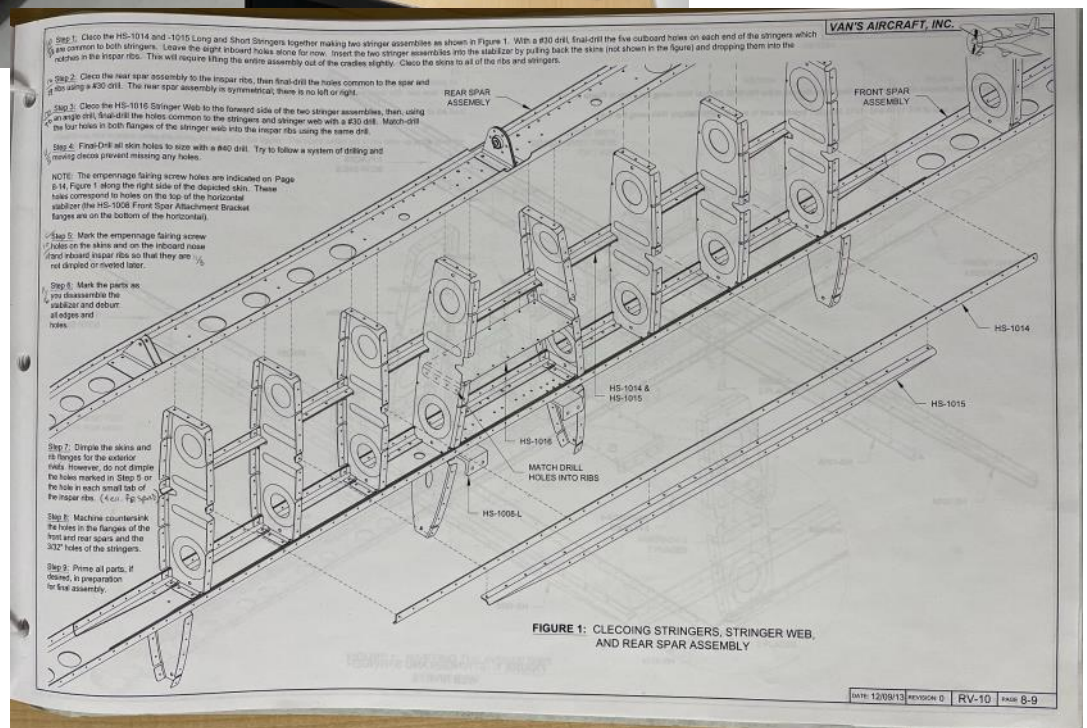 VAN'S AIRCRAFT, INC.
Step 1: Cleco the HS-1014 and -1015 Long and Short Stringers together making two stringer assemblies as shown in Figure 1. With a #30 drill, final-drill the five outboard holes on each end of the stringers which
are common to both stringers. Leave the eight inboard holes alone for now. Insert the two stringer assemblies into the stabilizer by pulling back the skins (not shown in the figure) and dropping them into the
notches in the inspar ribs. This will require lifting the entire assembly out of the cradles slightly. Cleco the skins to all of the ribs and stringers.
Step 2: Cleco the rear spar assembly to the inspar ribs, then final-drill the holes common to the spar and
ribs using a #30 drill. The rear spar assembly is symmetrical; there is no left or right.
Step 3: Cleco the HS-1016 Stringer Web to the forward side of the two stringer assemblies, then, using
an angle drill, final-drill the holes common to the stringers and stringer web with a #30 drill. Match-drill
the four holes in both flanges of the stringer web into the inspar ribs using the same drill.
Step 4: Final-Drill all skin holes to size with a #40 drill. Try to follow a system of drilling and
moving clecos prevent missing any holes.
NOTE: The empennage fairing screw holes are indicated on Page
8-14, Figure 1 along the right side of the depicted skin. These
holes correspond to holes on the top of the horizontal
stabilizer (the HS-1008 Front Spar Attachment Bracket
flanges are on the bottom of the horizontal).
Step 5: Mark the empennage fairing screw
holes on the skins and on the inboard nose
and inboard inspar ribs so that they are
not dimpled or riveted later.
Step 6: Mark the parts as
you disassemble the
stabilizer and deburr
all edges and
holes.
REAR SPAR
ASSEMBLY
FRONT SPAR
ASSEMBLY
HS-1014
HS-1015
HS-1014 &
HS-1015
HS-1016
MATCH DRILL
HOLES INTO RIBS
HS-1008-L
Step 7: Dimple the skins and
rib flanges for the exterior
rivets. However, do not dimple
the holes marked in Step 5 or
the hole in each small tab of
the inspar ribs.
Step 8: Machine countersink
the holes in the flanges of the
front and rear spars and the
3/32" holes of the stringers.
Step 9: Prime all parts, if
desired, in preparation
for final assembly.
FIGURE 1: CLECOING STRINGERS, STRINGER WEB,
AND REAR SPAR ASSEMBLY
DATE: 12/09/13 REVISION: 0 RV-10 PAGE 8-9